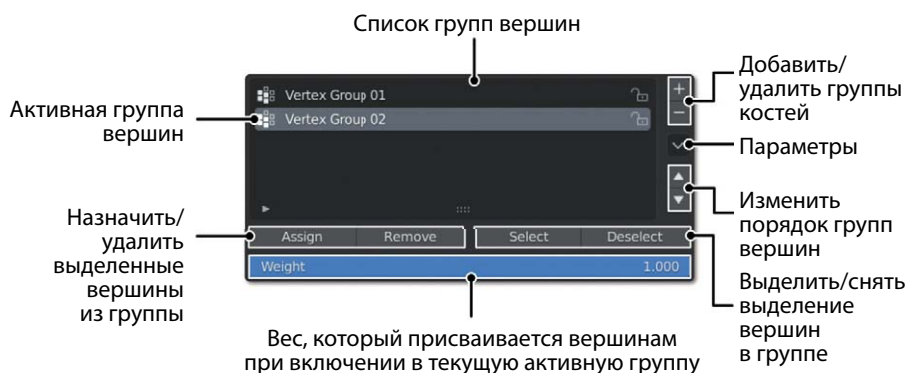 Список групп вершин
Добавить/
удалить группы
костей
Vertex Group 01
Активная группа
вершин
Vertex Group 02
Параметры
Изменить
порядок групп
вершин
Назначить/
удалить
выделенные
вершины
из группы
Assign Remove Select Deselect
Weight 1.000
Выделить/снять
выделение
вершин
в группе
Вес, который присваивается вершинам
при включении в текущую активную группу